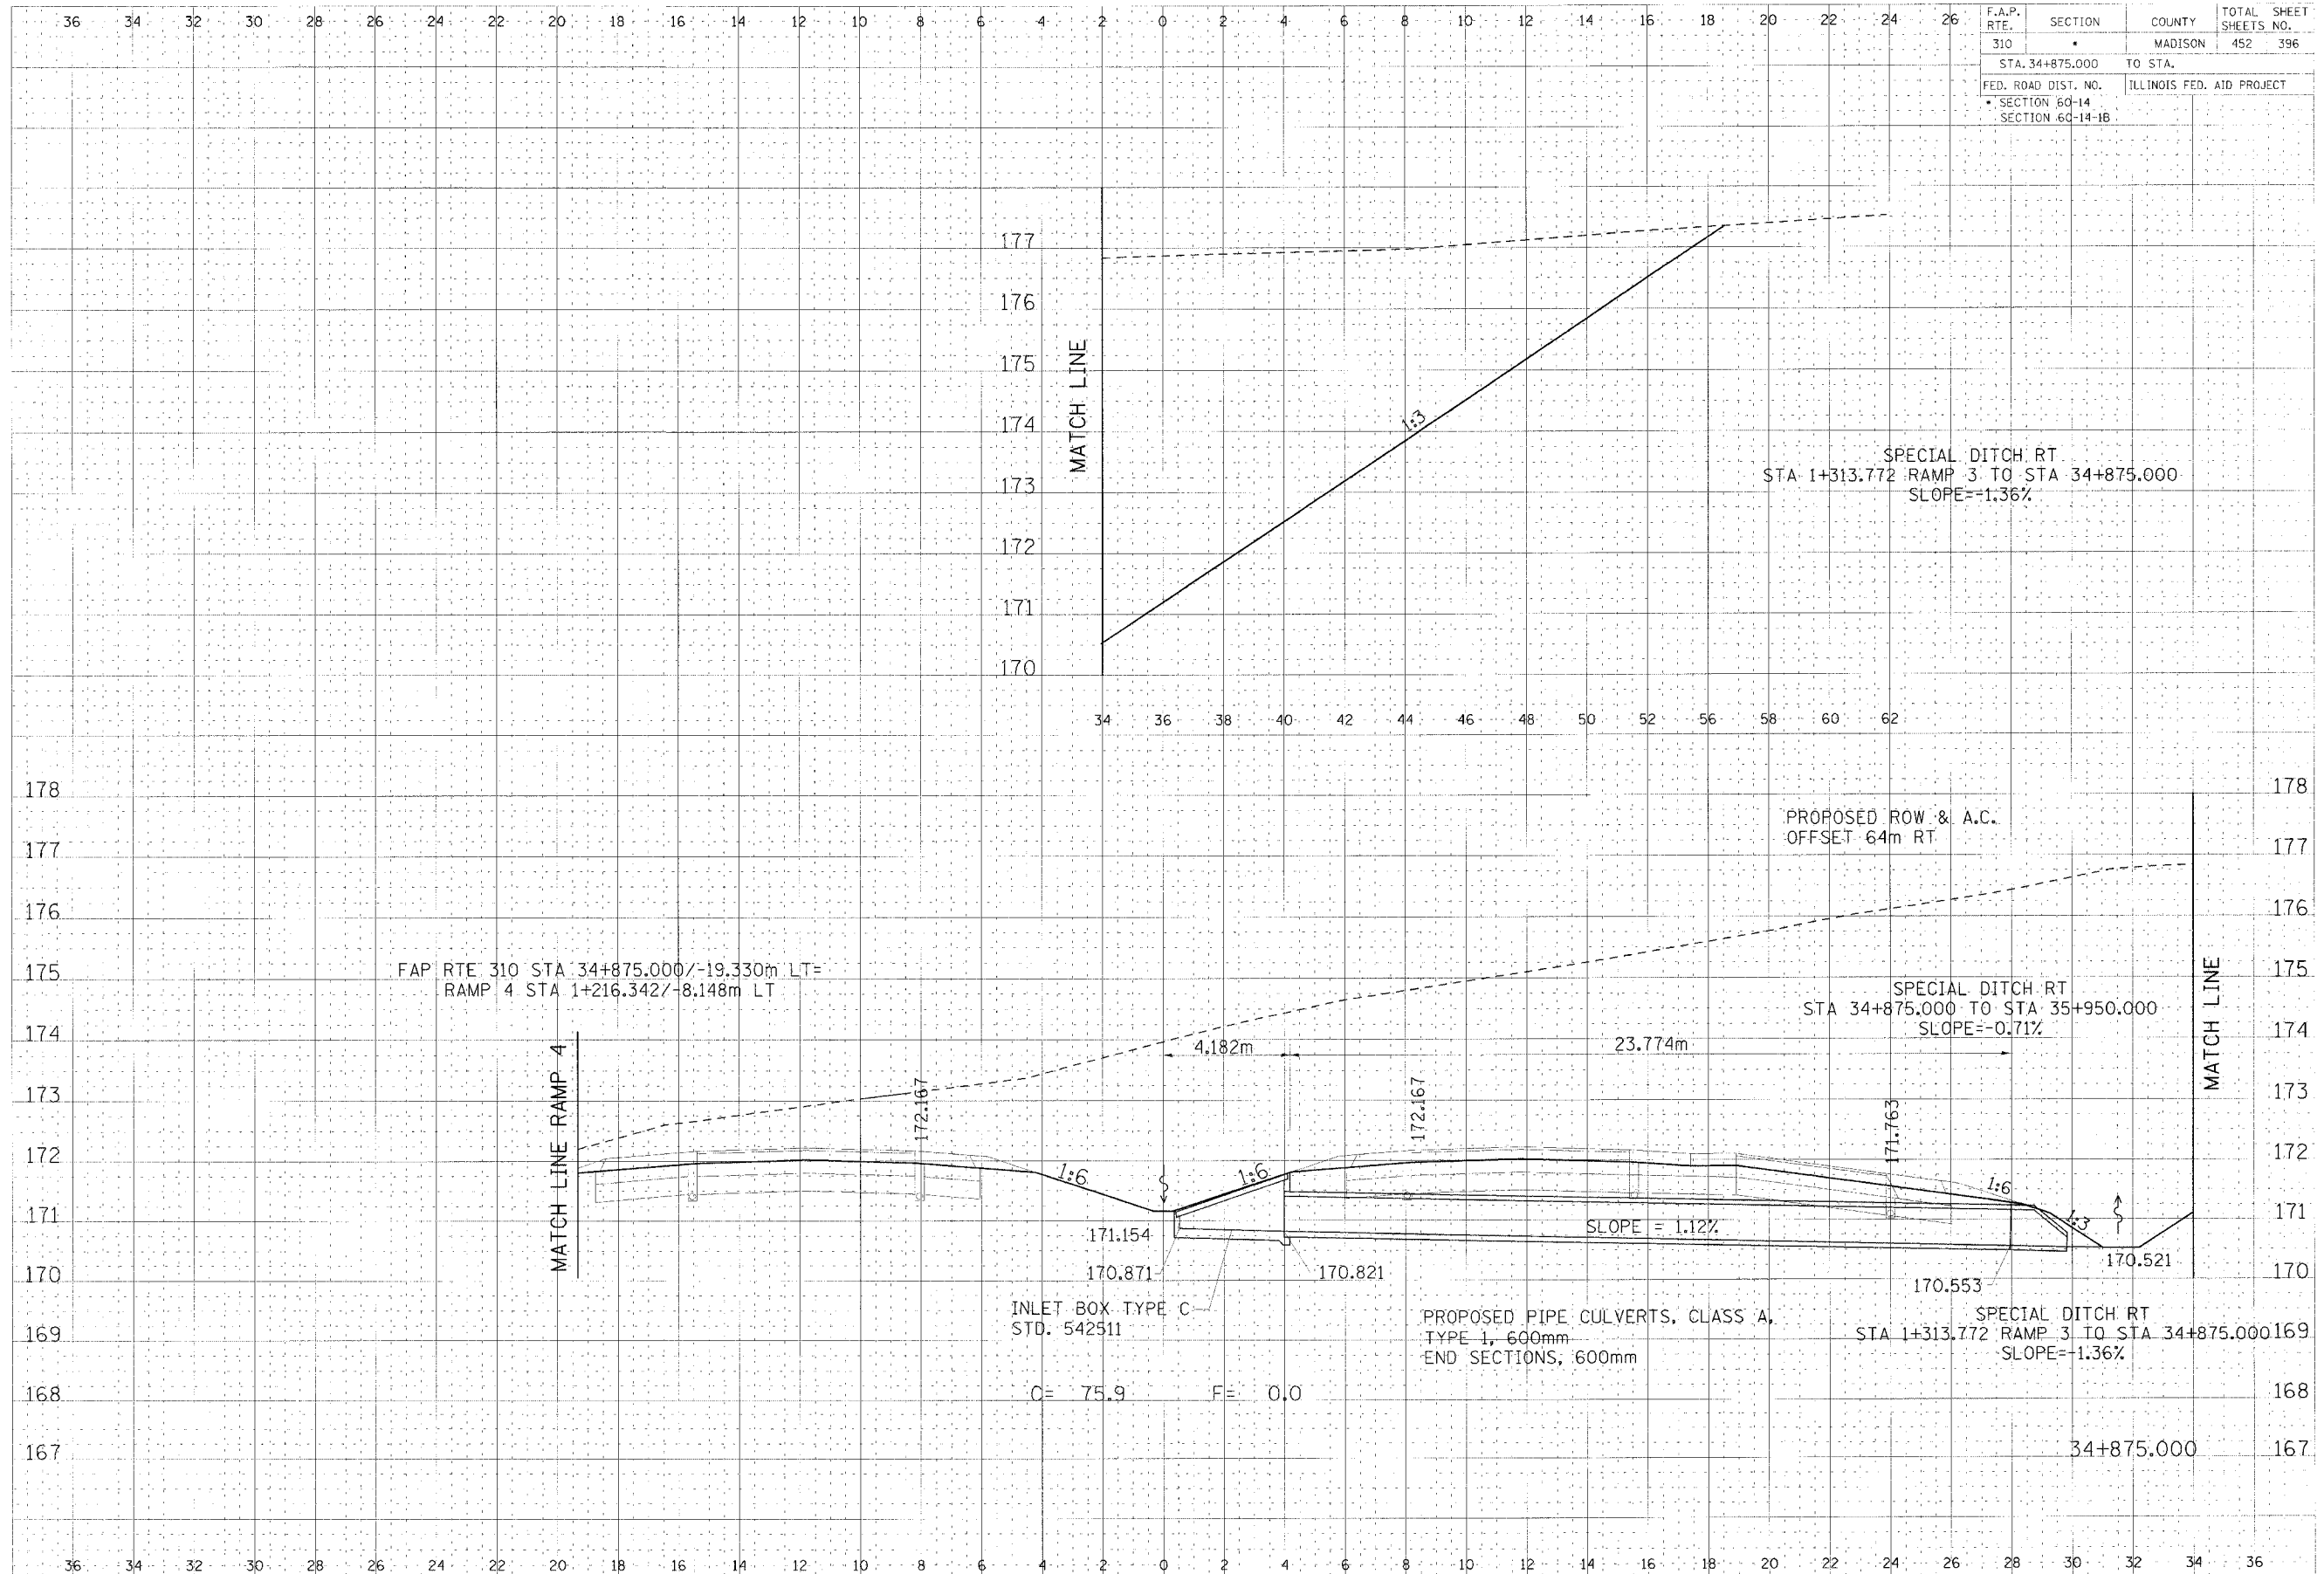 36 34 32 30 28 26 24 22 20 18 16 14 12 10 8 6 4 2 0 2 4 6 8 10 12 14 16 18 20 22 24 26
F.A.P. RTE. SECTION COUNTY TOTAL SHEETS SHEET NO.
310 • MADISON 452 396
STA. 34+875.000 TO STA.
FED. ROAD DIST. NO. ILLINOIS FED. AID PROJECT
• SECTION 60-14
SECTION 60-14-1B
177
176
175
174
173
172
171
170
MATCH LINE
1:3
SPECIAL DITCH RT
STA 1+313.772 RAMP 3 TO STA 34+875.000
SLOPE=-1.36%
34 36 38 40 42 44 46 48 50 52 54 56 58 60 62
178
177
176
175
174
173
172
171
170
169
168
167
PROPOSED ROW & A.C.
OFFSET 64m RT
FAP RTE 310 STA 34+875.000/-19.330m LT=
RAMP 4 STA 1+216.342/-8.148m LT
SPECIAL DITCH RT
STA 34+875.000 TO STA 35+950.000
SLOPE=-0.71%
MATCH LINE RAMP 4
172.167
4.182m
23.774m
172.167
171.763
MATCH LINE
1:6
1:6
1:6
1:3
SLOPE = 1.12%
171.154
170.871
170.821
170.553
170.521
INLET BOX TYPE C
STD. 542511
PROPOSED PIPE CULVERTS, CLASS A,
TYPE 1, 600mm
END SECTIONS, 600mm
SPECIAL DITCH RT
STA 1+313.772 RAMP 3 TO STA 34+875.000
SLOPE=-1.36%
C= 75.9 F= 0.0
34+875.000
178
177
176
175
174
173
172
171
170
169
168
167
36 34 32 30 28 26 24 22 20 18 16 14 12 10 8 6 4 2 0 2 4 6 8 10 12 14 16 18 20 22 24 26 28 30 32 34 36